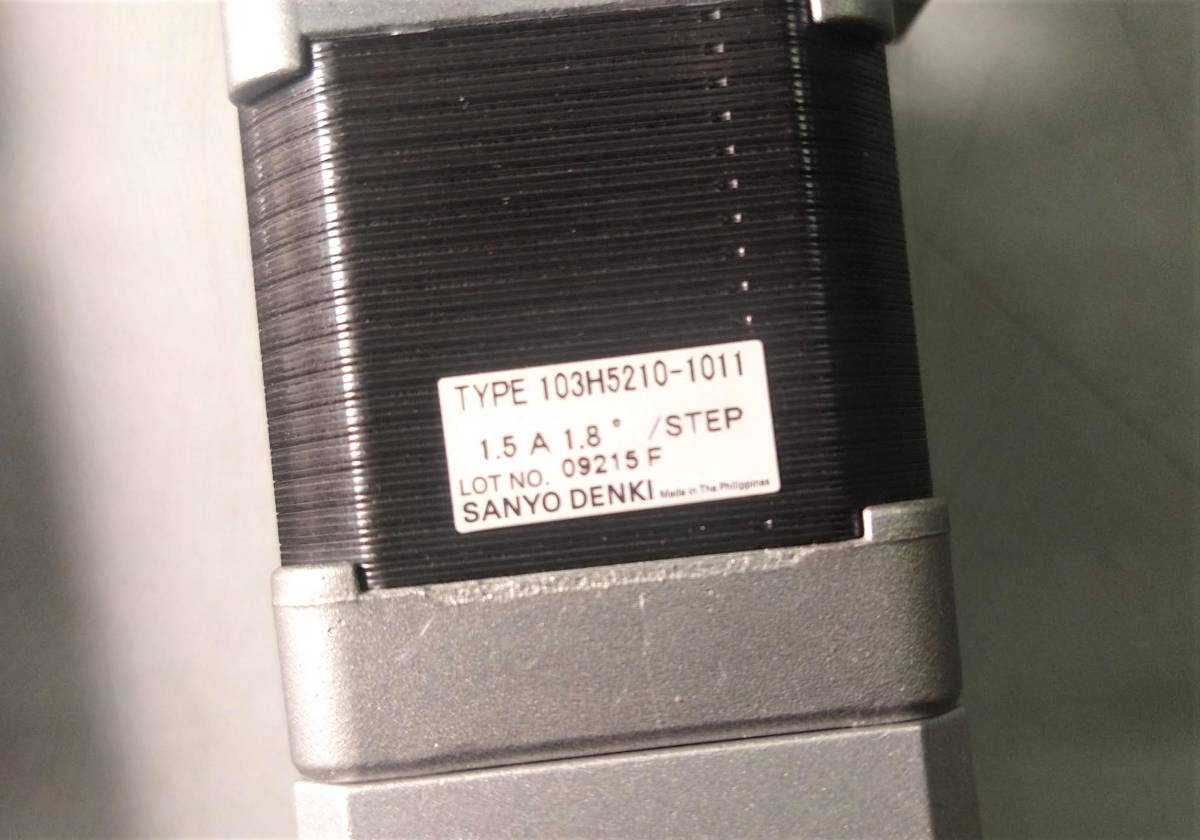 TYPE 103H5210-1011
1.5 A 1.8° /STEP
LOT NO. 09215 F
SANYO DENKI Made in The Philippines